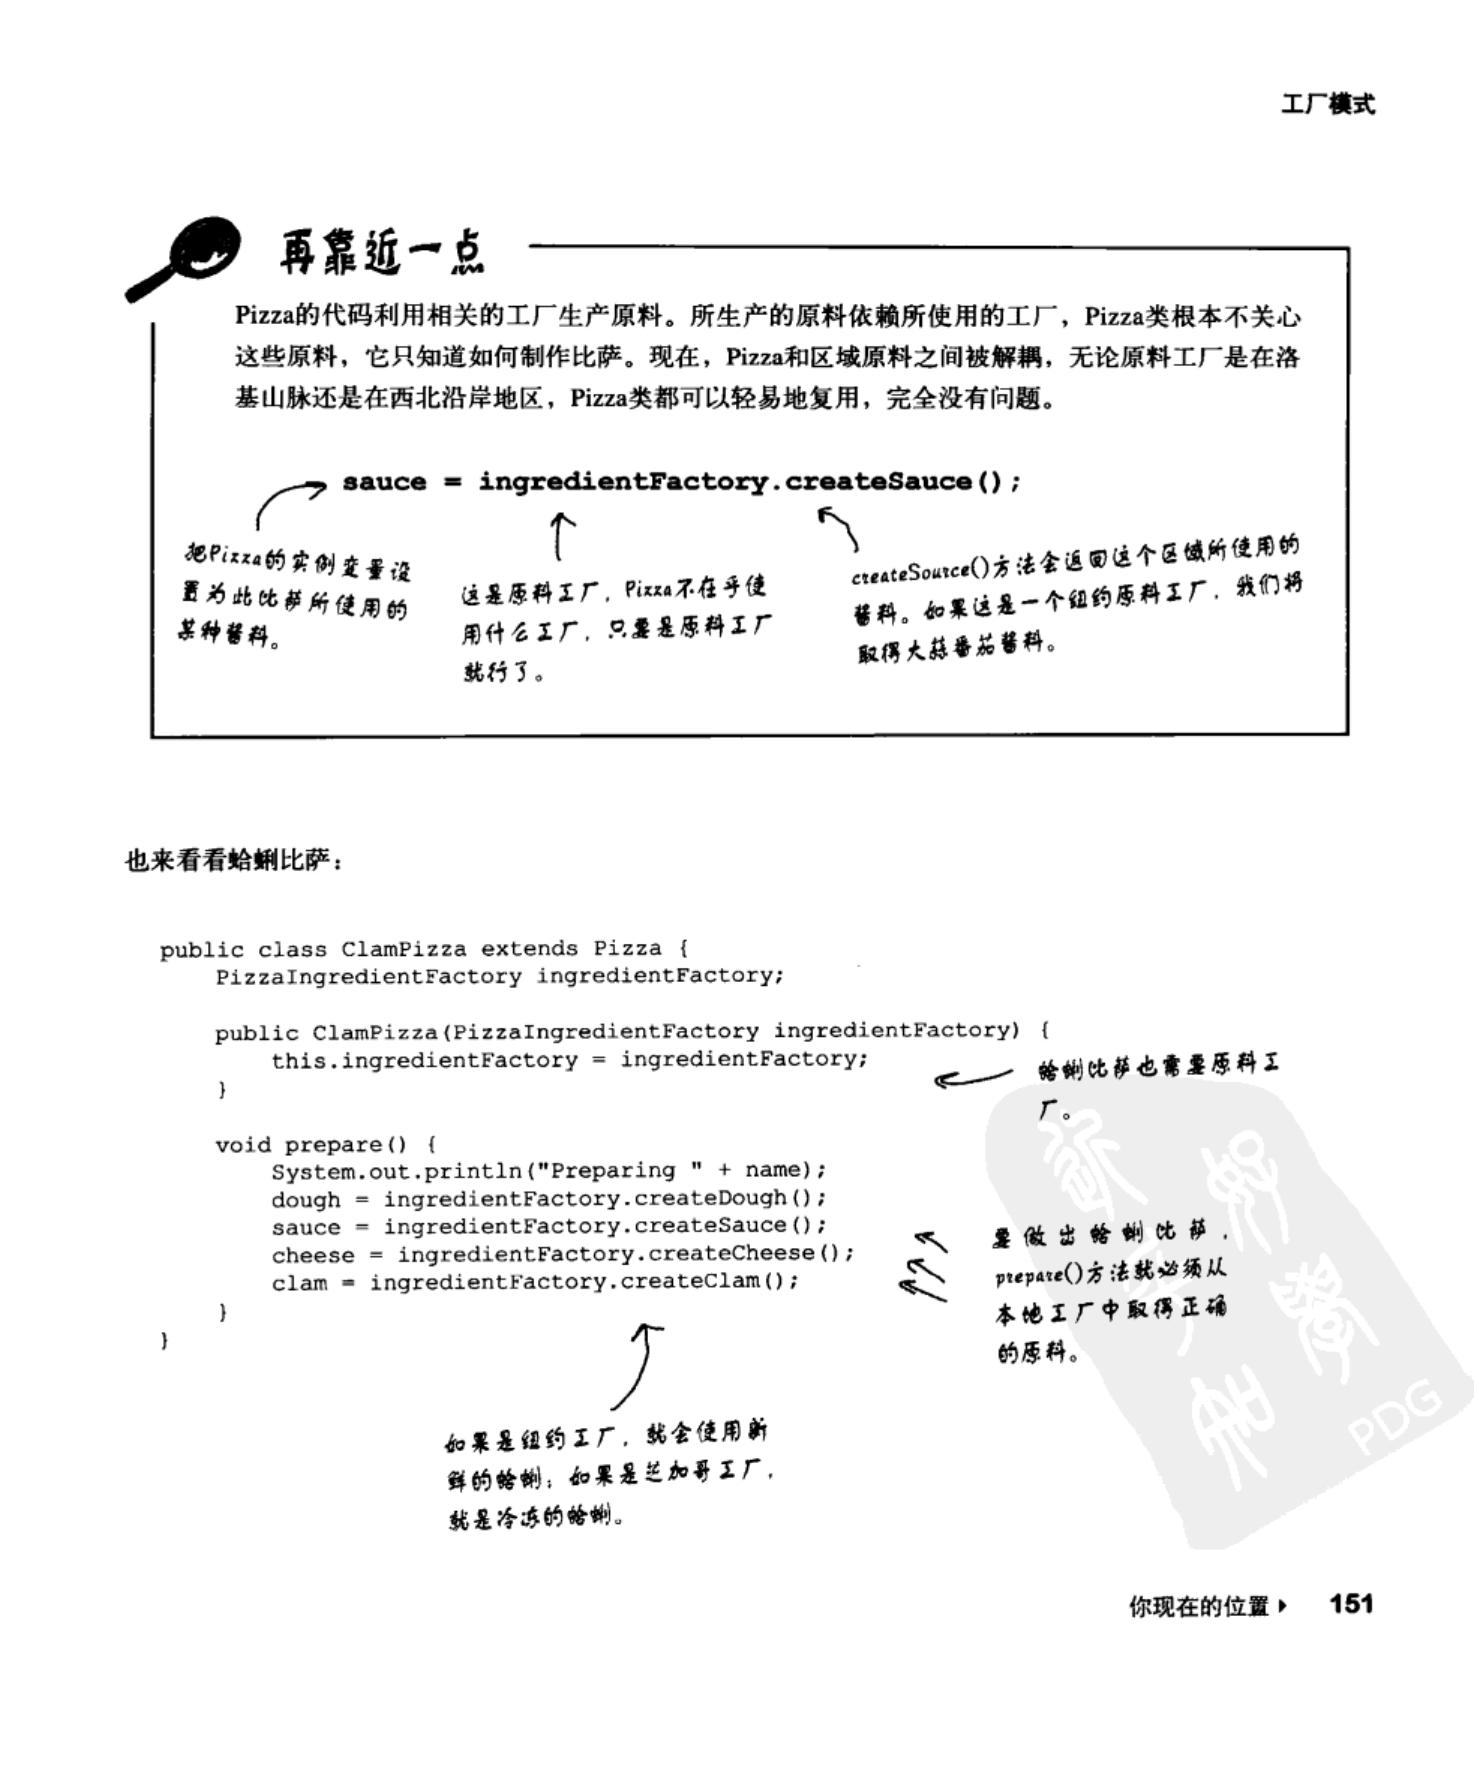 工厂模式
再靠近一点
Pizza的代码利用相关的工厂生产原料。所生产的原料依赖所使用的工厂，Pizza类根本不关心
这些原料，它只知道如何制作比萨。现在，Pizza和区域原料之间被解耦，无论原料工厂是在洛
基山脉还是在西北沿岸地区，Pizza类都可以轻易地复用，完全没有问题。
sauce = ingredientFactory.createSauce();
把Pizza的实例变量设
置为此比萨所使用的
某种酱料。
这是原料工厂，Pizza不在乎使
用什么工厂，只要是原料工厂
就行了。
createSource()方法会返回这个区域所使用的
酱料。如果这是一个纽约原料工厂，我们将
取得大蒜番茄酱料。
也来看看蛤蜊比萨：
public class ClamPizza extends Pizza {
    PizzaIngredientFactory ingredientFactory;
    public ClamPizza(PizzaIngredientFactory ingredientFactory) {
        this.ingredientFactory = ingredientFactory;
    }
蛤蜊比萨也需要原料工
厂。
    void prepare() {
        System.out.println("Preparing " + name);
        dough = ingredientFactory.createDough();
        sauce = ingredientFactory.createSauce();
        cheese = ingredientFactory.createCheese();
        clam = ingredientFactory.createClam();
    }
}
要做出蛤蜊比萨，
prepare()方法就必须从
本地工厂中取得正确
的原料。
如果是纽约工厂，就会使用新
鲜的蛤蜊；如果是芝加哥工厂，
就是冷冻的蛤蜊。
PDG
你现在的位置 151